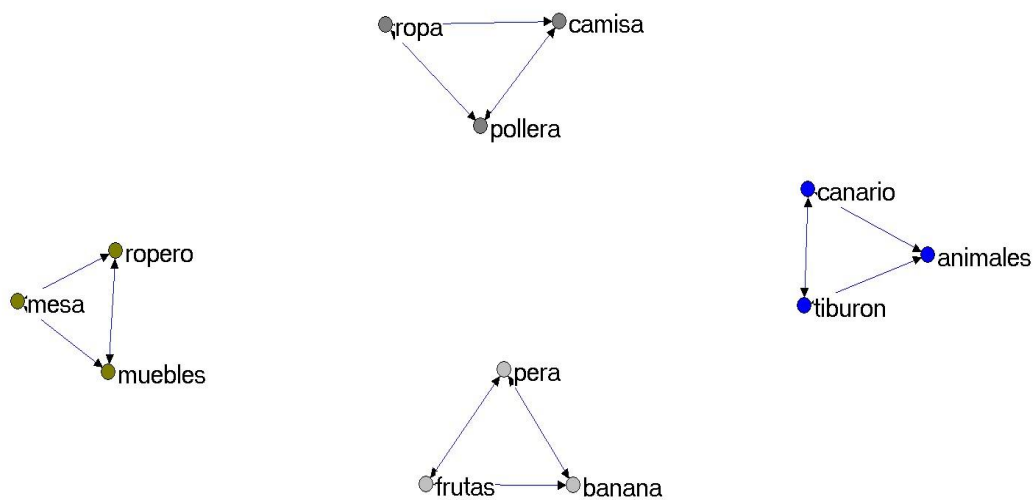 ropa
camisa
pollera
canario
animales
tiburon
ropero
mesa
muebles
pera
frutas
banana